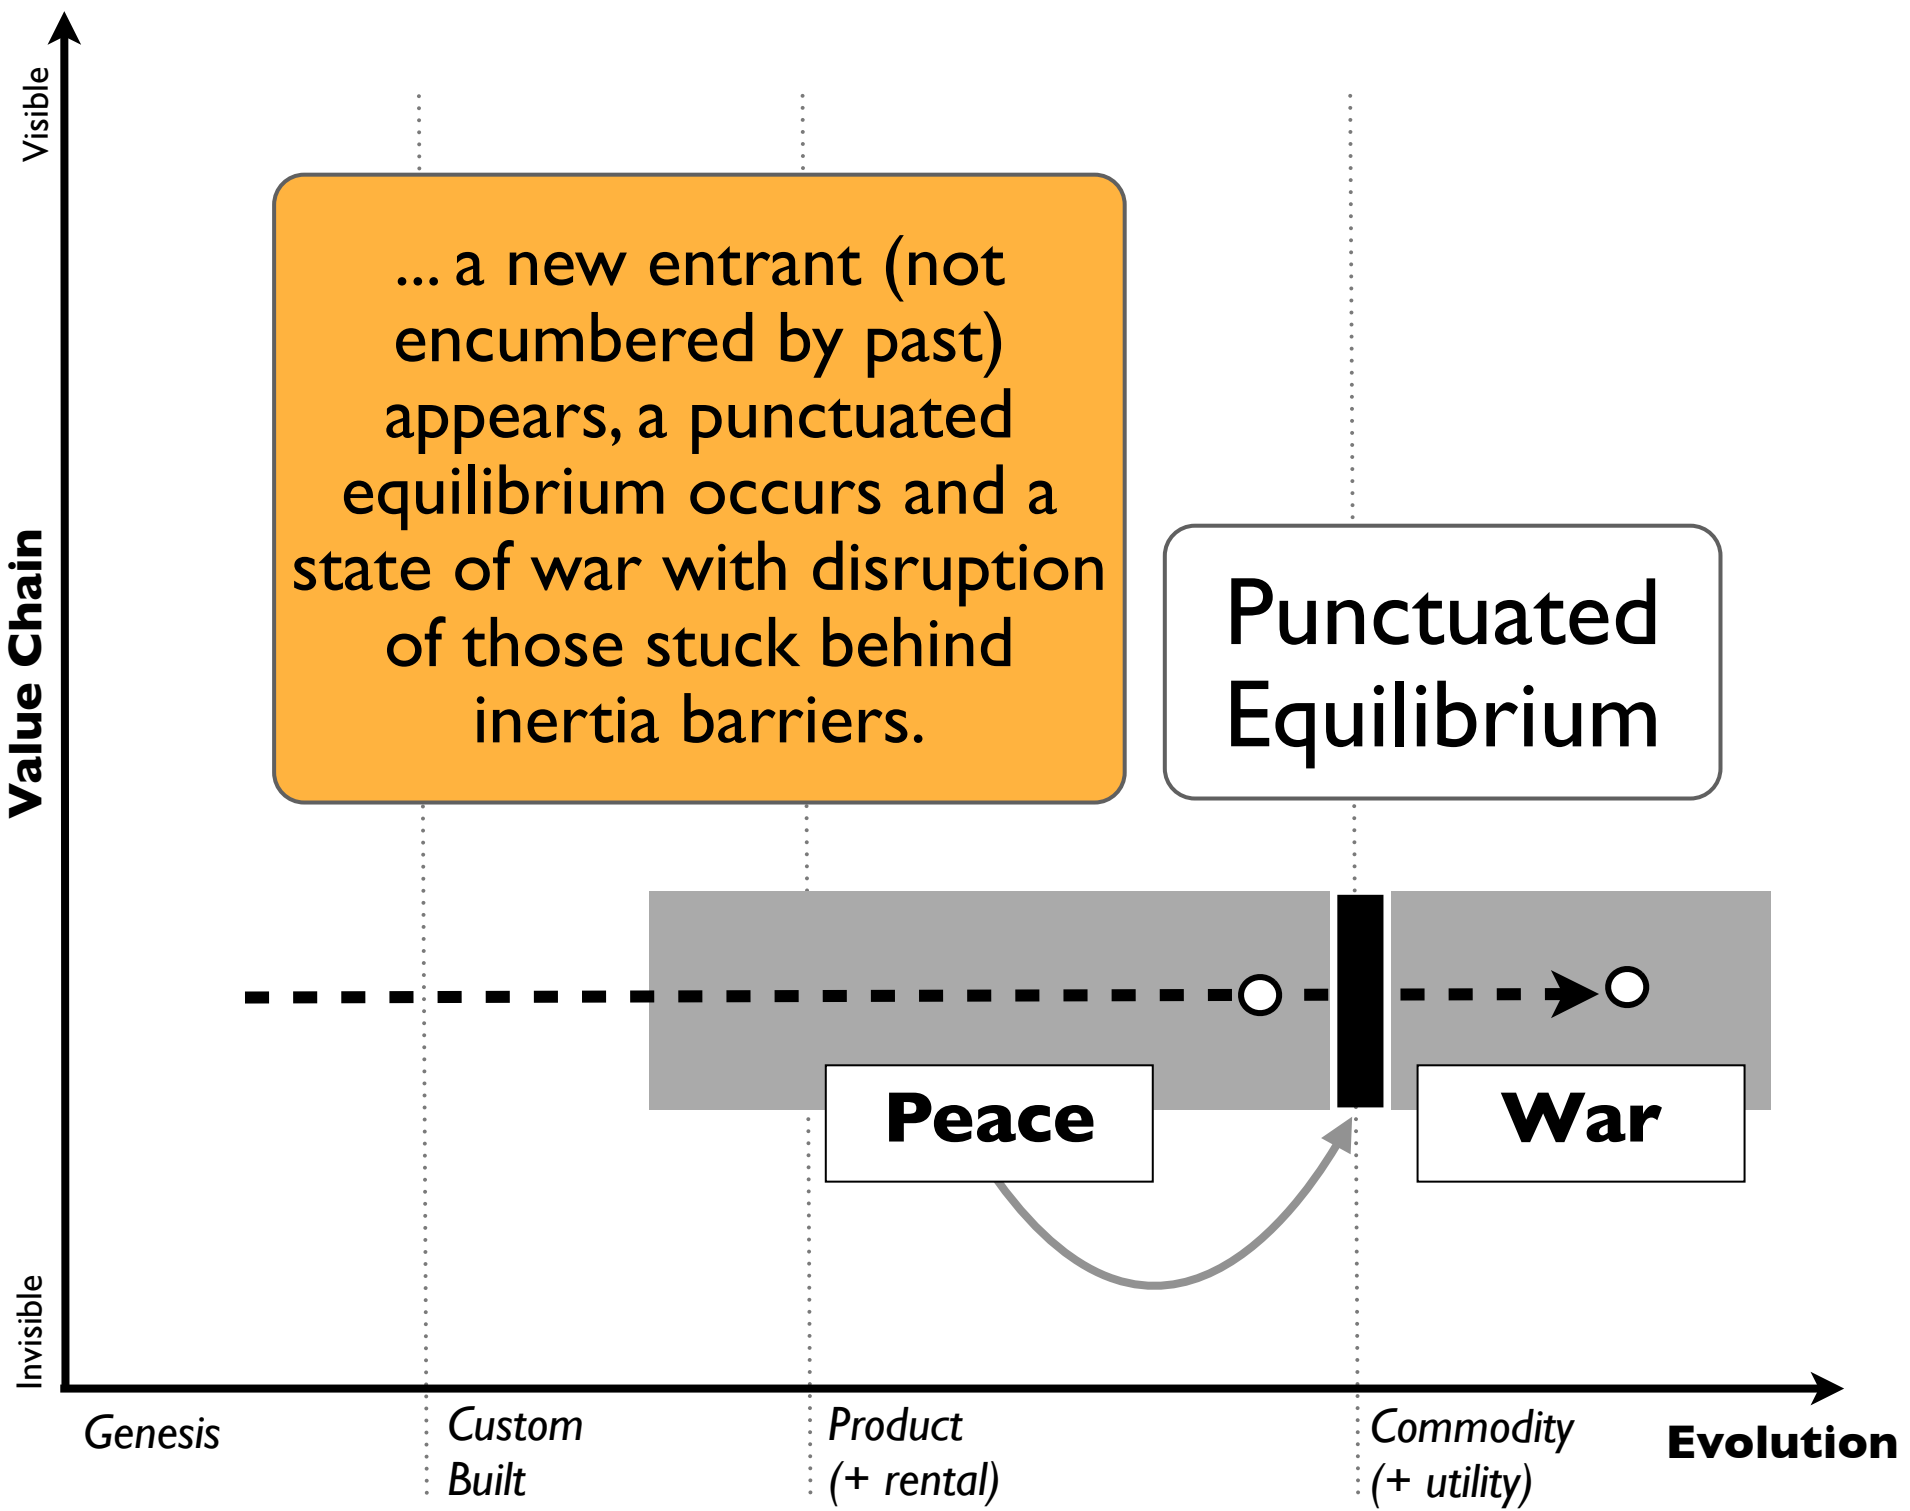 Visible
... a new entrant (not
encumbered by past)
appears, a punctuated
equilibrium occurs and a
state of war with disruption
of those stuck behind
inertia barriers.
Punctuated
Equilibrium
Value Chain
Peace
War
Invisible
Genesis
Custom
Built
Product
(+ rental)
Commodity
(+ utility)
Evolution